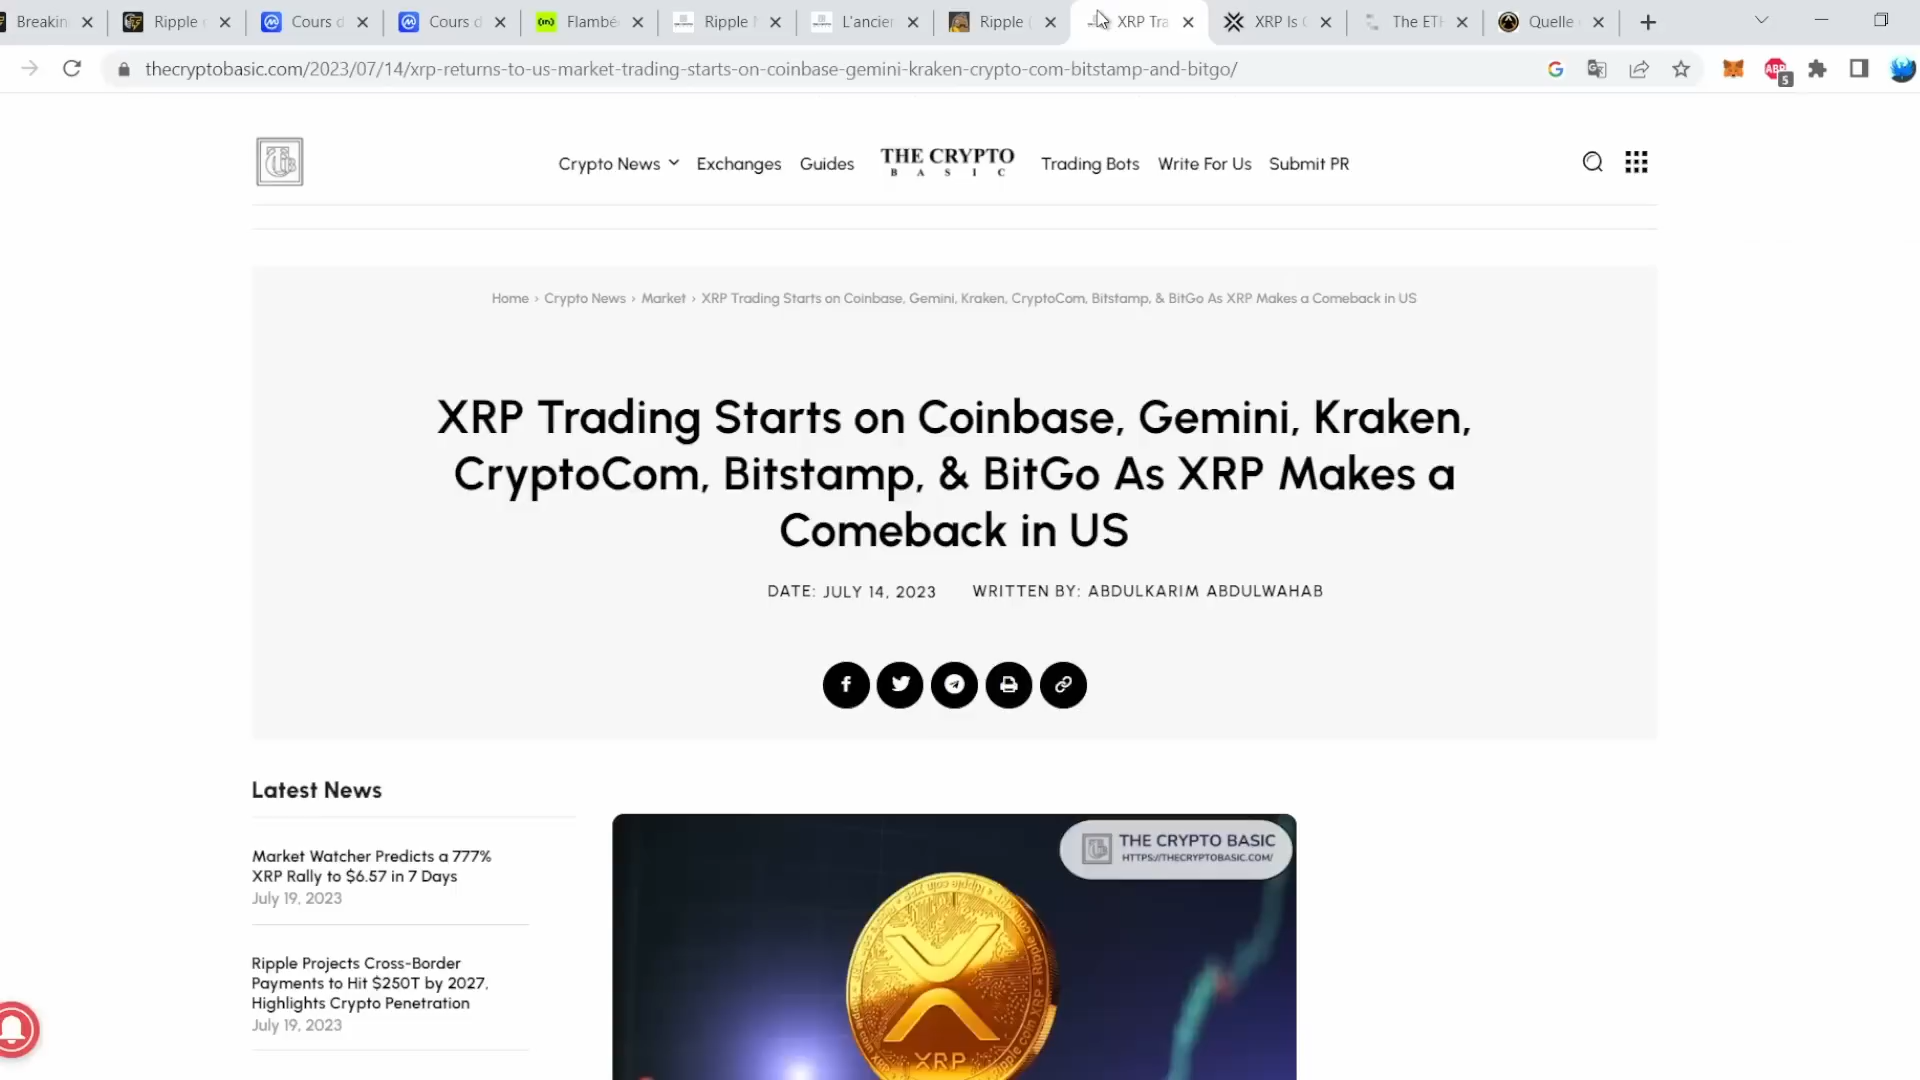 Breakin
Ripple
Cours d
Cours d
(in)
Flambé
Ripple
L'ancien
Ripple (
XRP Tra
XRP Is
The ETH
Quelle
thecryptobasic.com/2023/07/14/xrp-returns-to-us-market-trading-starts-on-coinbase-gemini-kraken-crypto-com-bitstamp-and-bitgo/
ABP
5
Crypto News
Exchanges
Guides
THE CRYPTO
BASIC
Trading Bots
Write For Us
Submit PR
Home › Crypto News › Market › XRP Trading Starts on Coinbase, Gemini, Kraken, CryptoCom, Bitstamp, & BitGo As XRP Makes a Comeback in US
XRP Trading Starts on Coinbase, Gemini, Kraken,
CryptoCom, Bitstamp, & BitGo As XRP Makes a
Comeback in US
DATE: JULY 14, 2023
WRITTEN BY: ABDULKARIM ABDULWAHAB
Latest News
Market Watcher Predicts a 777%
XRP Rally to $6.57 in 7 Days
July 19, 2023
Ripple Projects Cross-Border
Payments to Hit $250T by 2027,
Highlights Crypto Penetration
July 19, 2023
THE CRYPTO BASIC
HTTPS://THECRYPTOBASIC.COM/
XRP